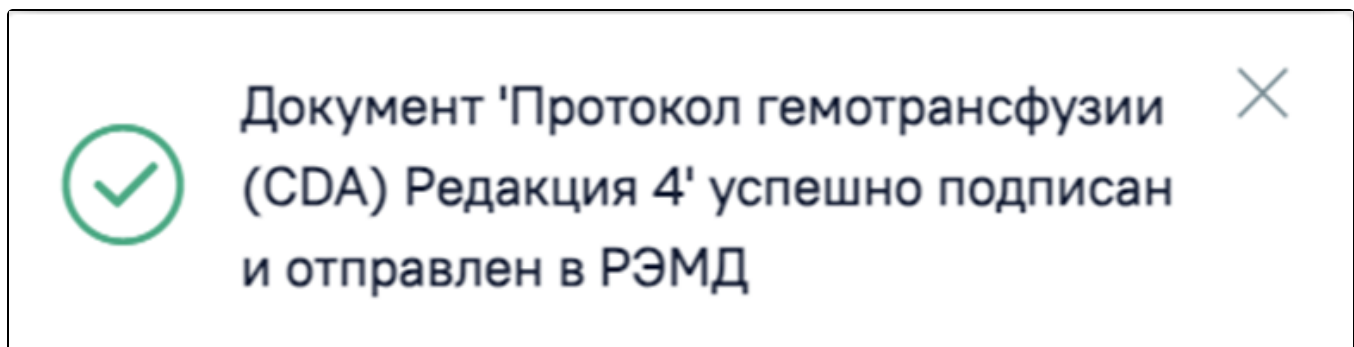 Документ 'Протокол гемотрансфузии
(CDA) Редакция 4' успешно подписан
и отправлен в РЭМД